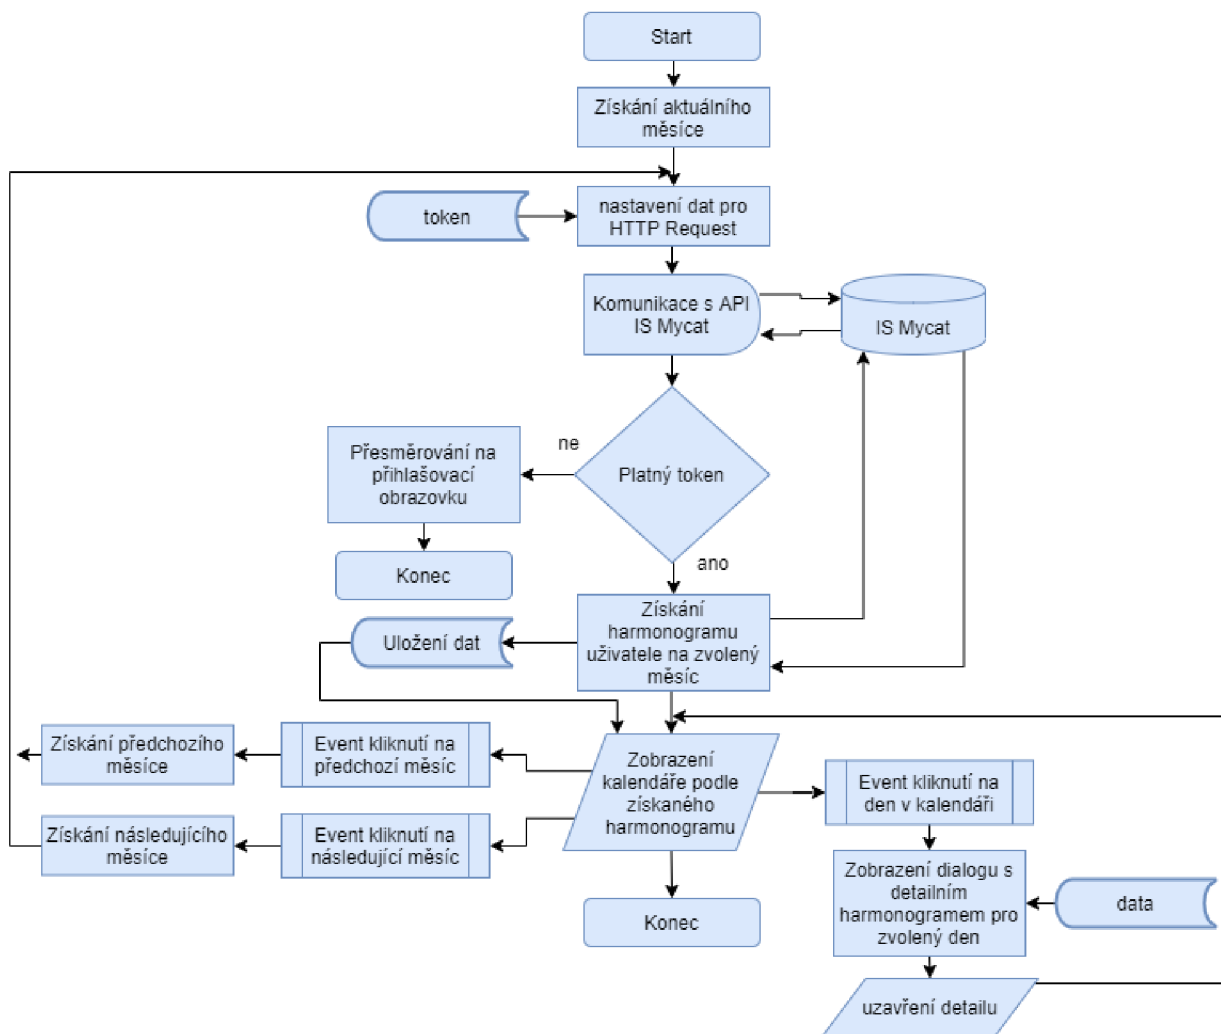 Start
Získání aktuálního
měsíce
token
nastavení dat pro
HTTP Request
Komunikace s API
IS Mycat
IS Mycat
Platný token
ne
Přesměrování na
přihlašovací
obrazovku
Konec
ano
Získání
harmonogramu
uživatele na zvolený
měsíc
Uložení dat
Získání předchozího
měsíce
Event kliknutí na
předchozí měsíc
Zobrazení
kalendáře podle
získaného
harmonogramu
Event kliknutí na
den v kalendáři
Získání následujícího
měsíce
Event kliknutí na
následující měsíc
Zobrazení dialogu s
detailním
harmonogramem pro
zvolený den
data
Konec
uzavření detailu